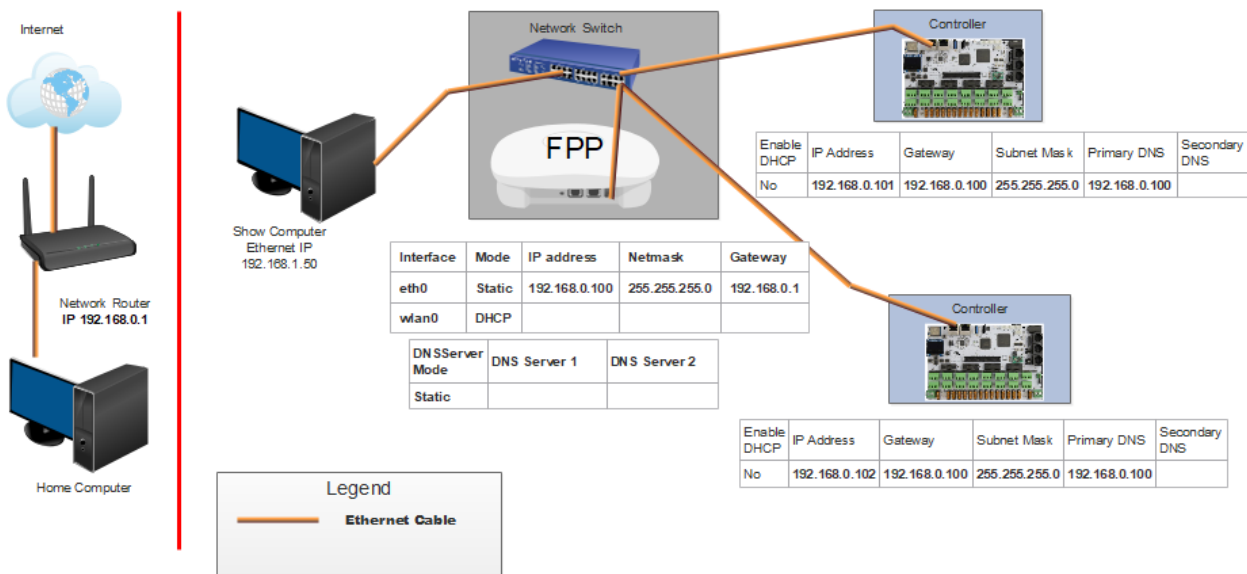 Internet
Network Router
IP 192.168.0.1
Home Computer
Show Computer
Ethernet IP
192.168.1.50
Network Switch
FPP
Interface Mode IP address Netmask Gateway
eth0 Static 192.168.0.100 255.255.255.0 192.168.0.1
wlan0 DHCP
DNSServer Mode DNS Server 1 DNS Server 2
Static
Controller
Enable DHCP IP Address Gateway Subnet Mask Primary DNS Secondary DNS
No 192.168.0.101 192.168.0.100 255.255.255.0 192.168.0.100
Controller
Enable DHCP IP Address Gateway Subnet Mask Primary DNS Secondary DNS
No 192.168.0.102 192.168.0.100 255.255.255.0 192.168.0.100
Legend
Ethernet Cable